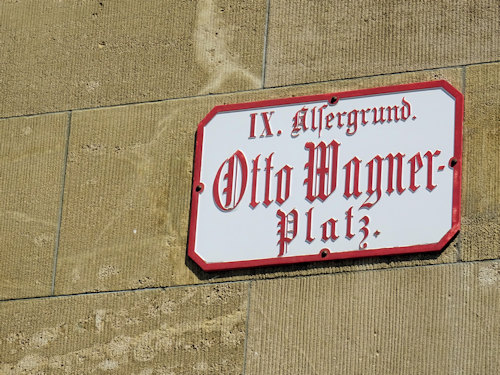 IX. Alſergrund.
Otto Wagner-
Platz.